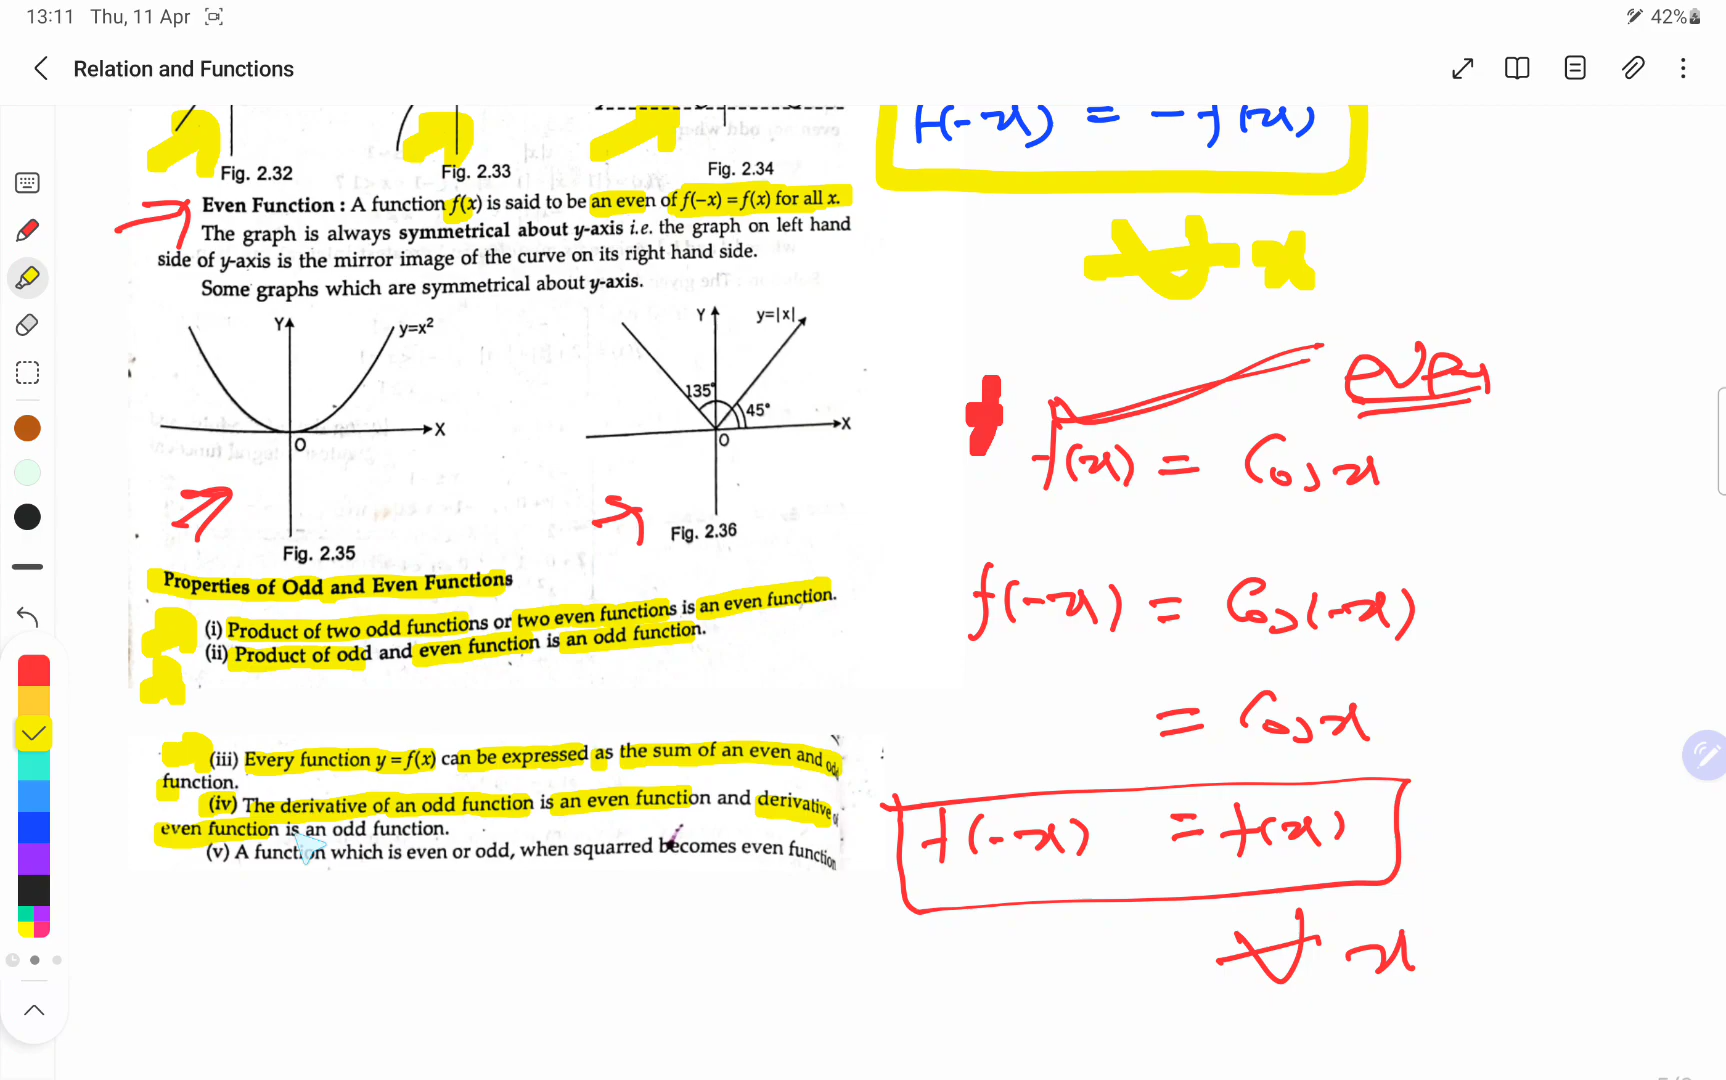 13:11 Thu, 11 Apr
42%
Relation and Functions
Fig. 2.32
Fig. 2.33
Fig. 2.34
f(-x) = -f(x)
∀ x
Even Function : A function f(x) is said to be an even of f(−x) = f(x) for all x.
The graph is always symmetrical about y-axis i.e. the graph on left hand
side of y-axis is the mirror image of the curve on its right hand side.
Some graphs which are symmetrical about y-axis.
Y
y=x²
X
O
Fig. 2.35
Y
y=|x|
135°
45°
X
O
Fig. 2.36
even
f(x) = Cos x
f(-x) = Cos(-x)
= Cos x
f(-x) = f(x)
∀ x
Properties of Odd and Even Functions
(i) Product of two odd functions or two even functions is an even function.
(ii) Product of odd and even function is an odd function.
(iii) Every function y = f(x) can be expressed as the sum of an even and odd
function.
(iv) The derivative of an odd function is an even function and derivative of
even function is an odd function.
(v) A function which is even or odd, when squarred becomes even function